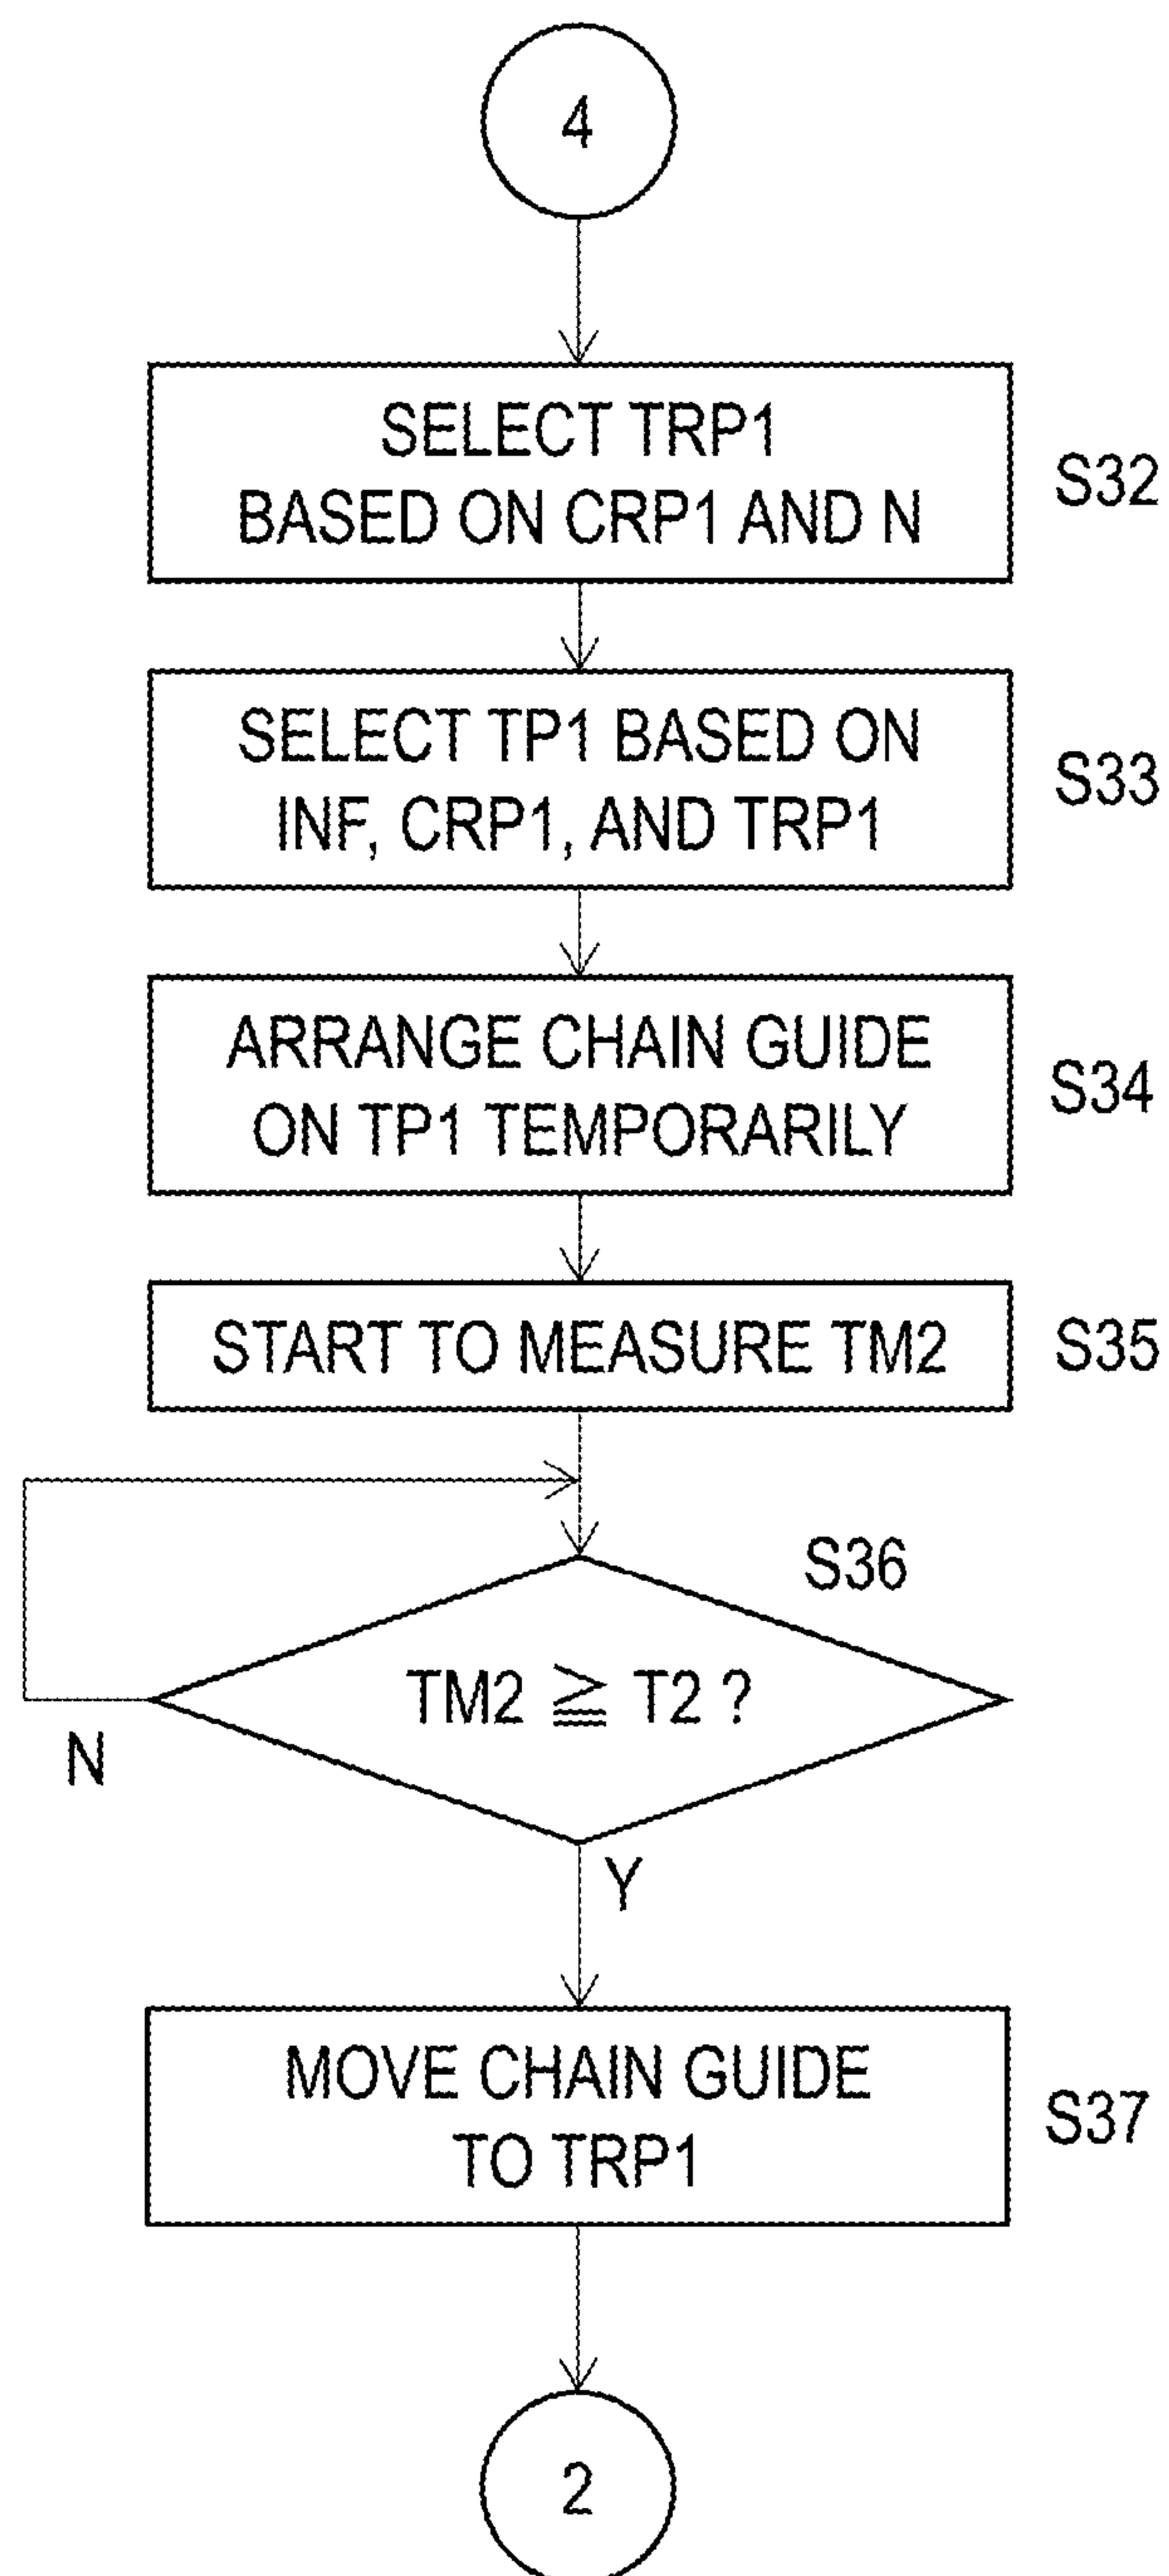 4
SELECT TRP1
BASED ON CRP1 AND N
S32
SELECT TP1 BASED ON
INF, CRP1, AND TRP1
S33
ARRANGE CHAIN GUIDE
ON TP1 TEMPORARILY
S34
START TO MEASURE TM2
S35
S36
TM2 ≧ T2 ?
N
Y
MOVE CHAIN GUIDE
TO TRP1
S37
2